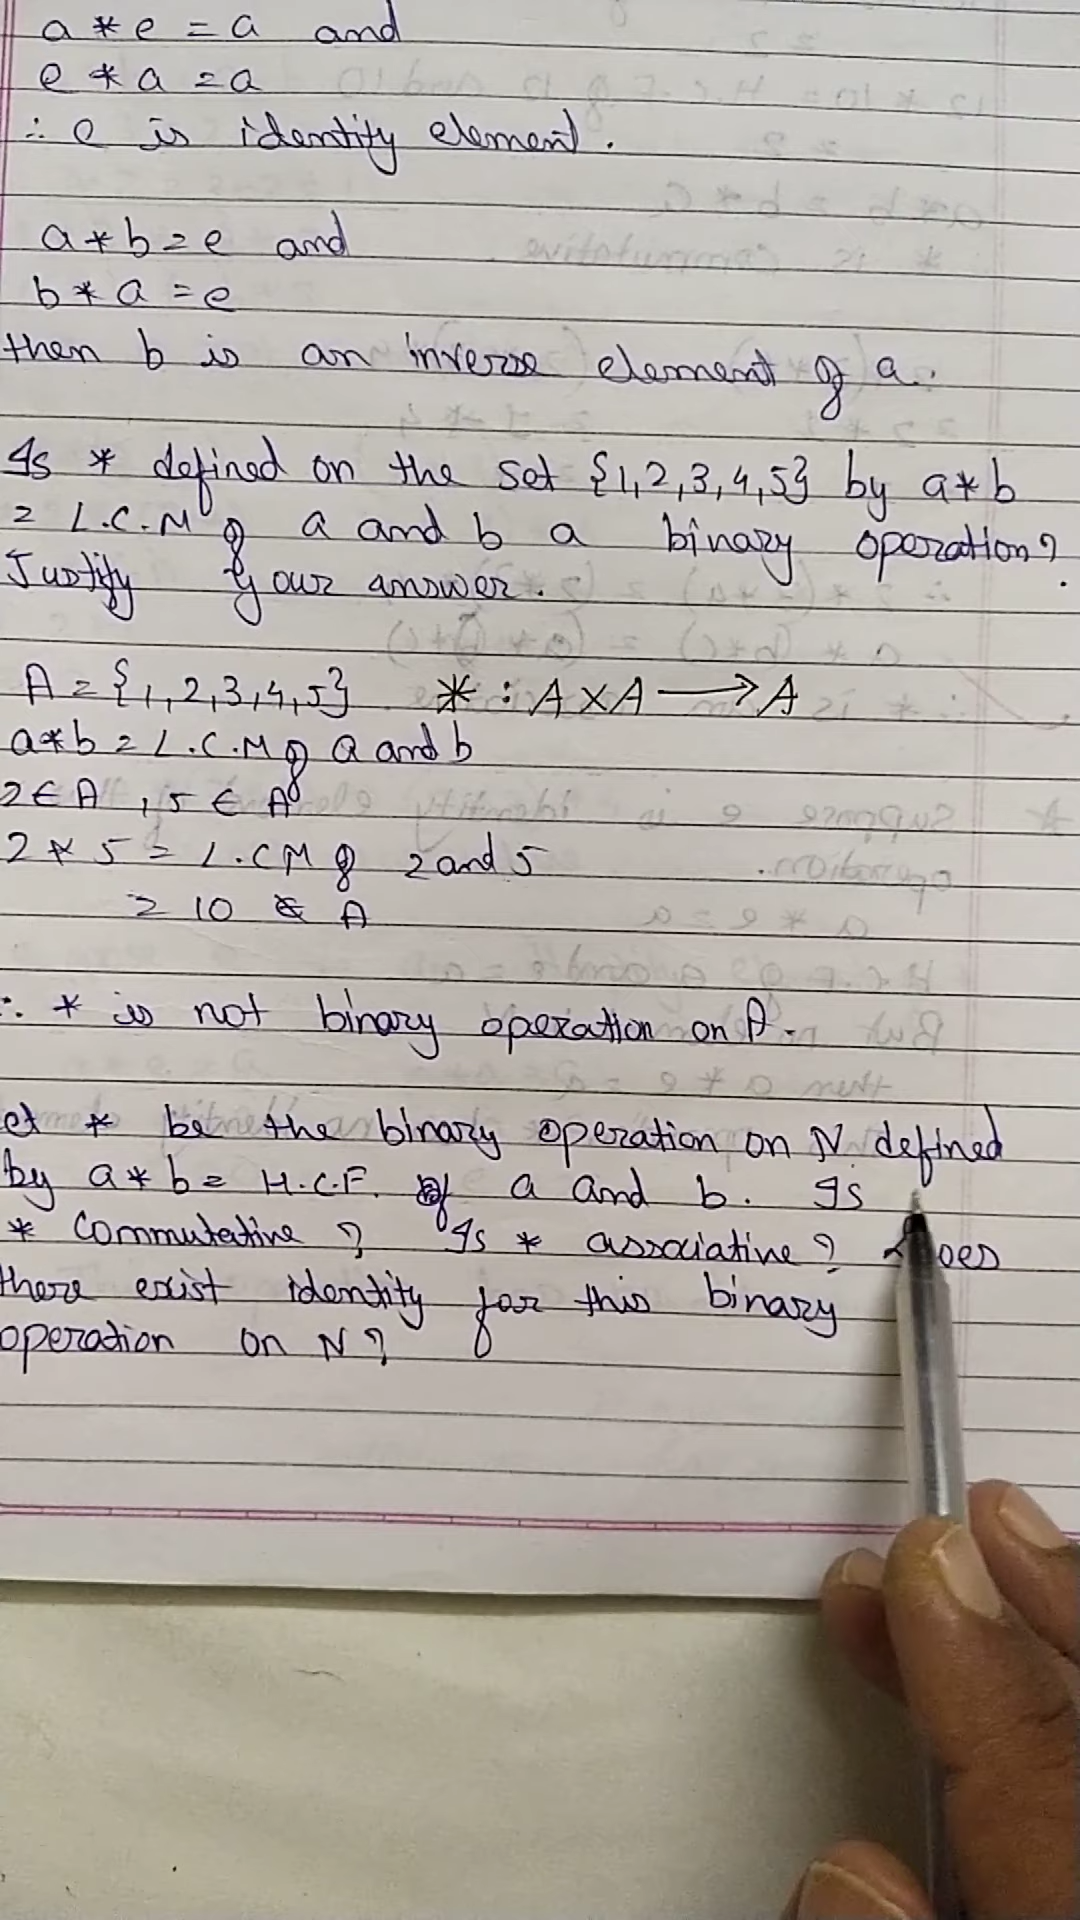 a * e = a and
e * a = a
∴ e is identity element.
a * b = e and
b * a = e
then b is an inverse element of a.
Is * defined on the set {1,2,3,4,5} by a * b
= L.C.M of a and b a binary operation?
Justify your answer.
A = {1,2,3,4,5} * : A X A ⟶ A
a * b = L.C.M of a and b
2 ∈ A , 5 ∈ A
2 * 5 = L.C M of 2 and 5
= 10 ∉ A
∴ * is not binary operation on A.
et * be the binary operation on N defined
by a * b = H.C.F. of a and b. Is
* commutative? Is * associative? Does
there exist identity for this binary
operation on N?